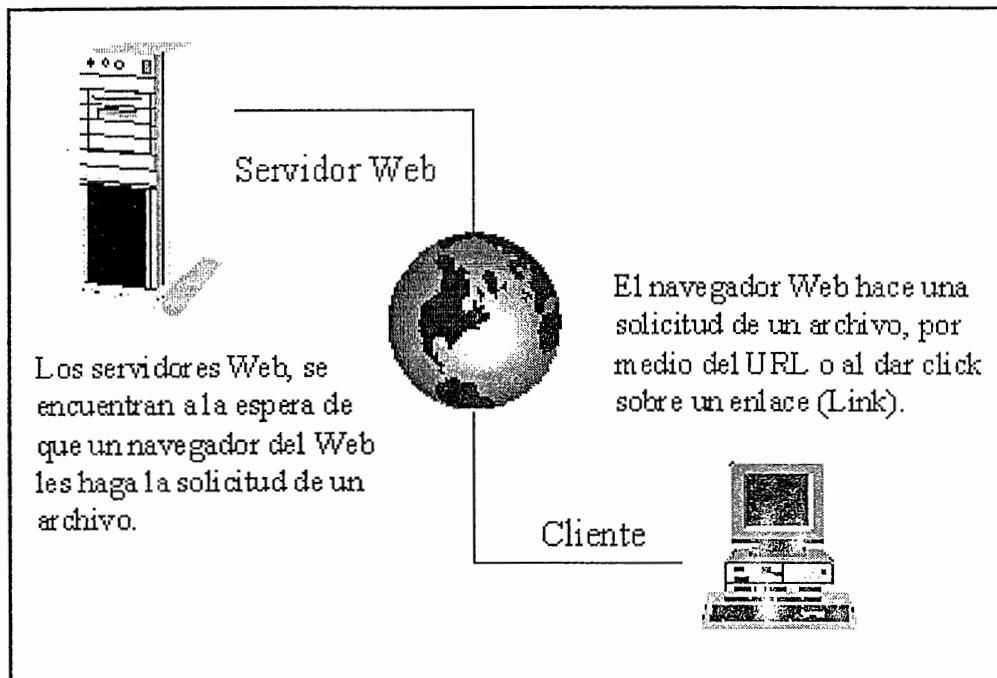 Servidor Web
Los servidores Web, se
encuentran a la espera de
que un navegador del Web
les haga la solicitud de un
archivo.
El navegador Web hace una
solicitud de un archivo, por
medio del URL o al dar click
sobre un enlace (Link).
Cliente